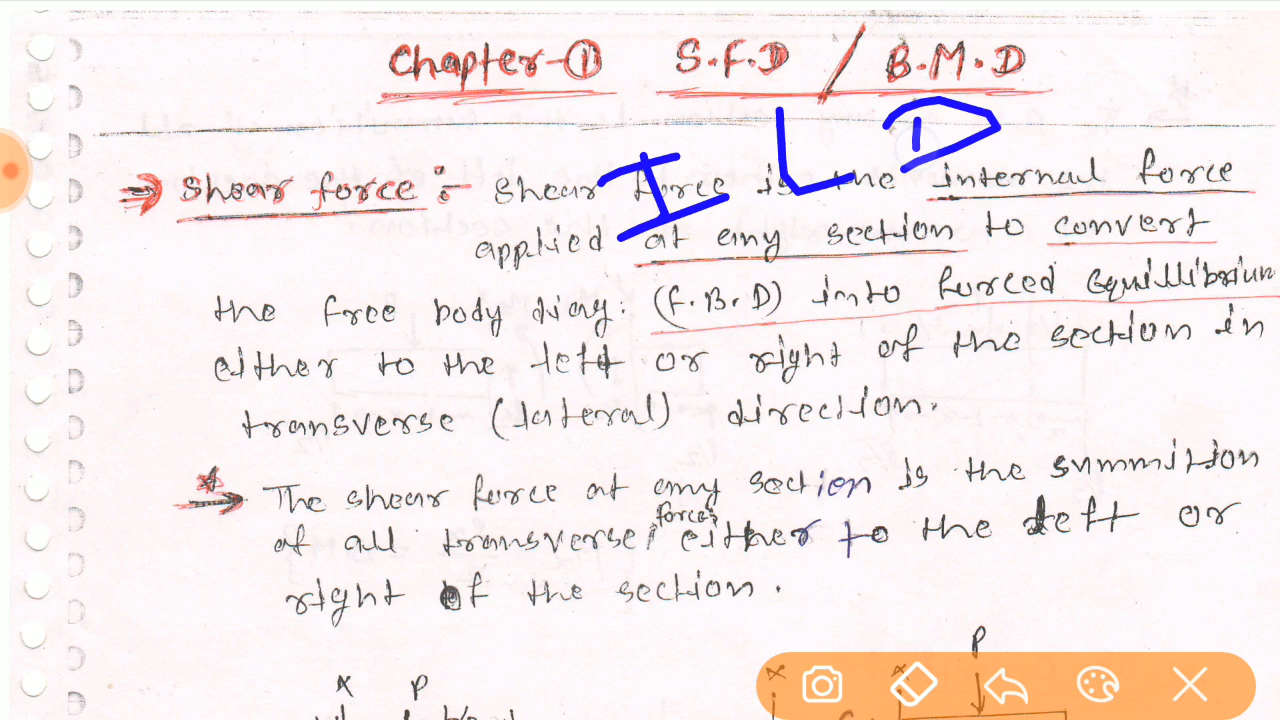 Chapter-① S.F.D / B.M.D
I L D
⇒ Shear force :- Shear force is the internal force
applied at any section to convert
the free body diag. (F.B.D) into forced Equillibrium
either to the left or right of the section in
transverse (lateral) direction.
The shear force at any section is the summition
forces
of all transverse, either to the left or
right of the section.
P
x P x x